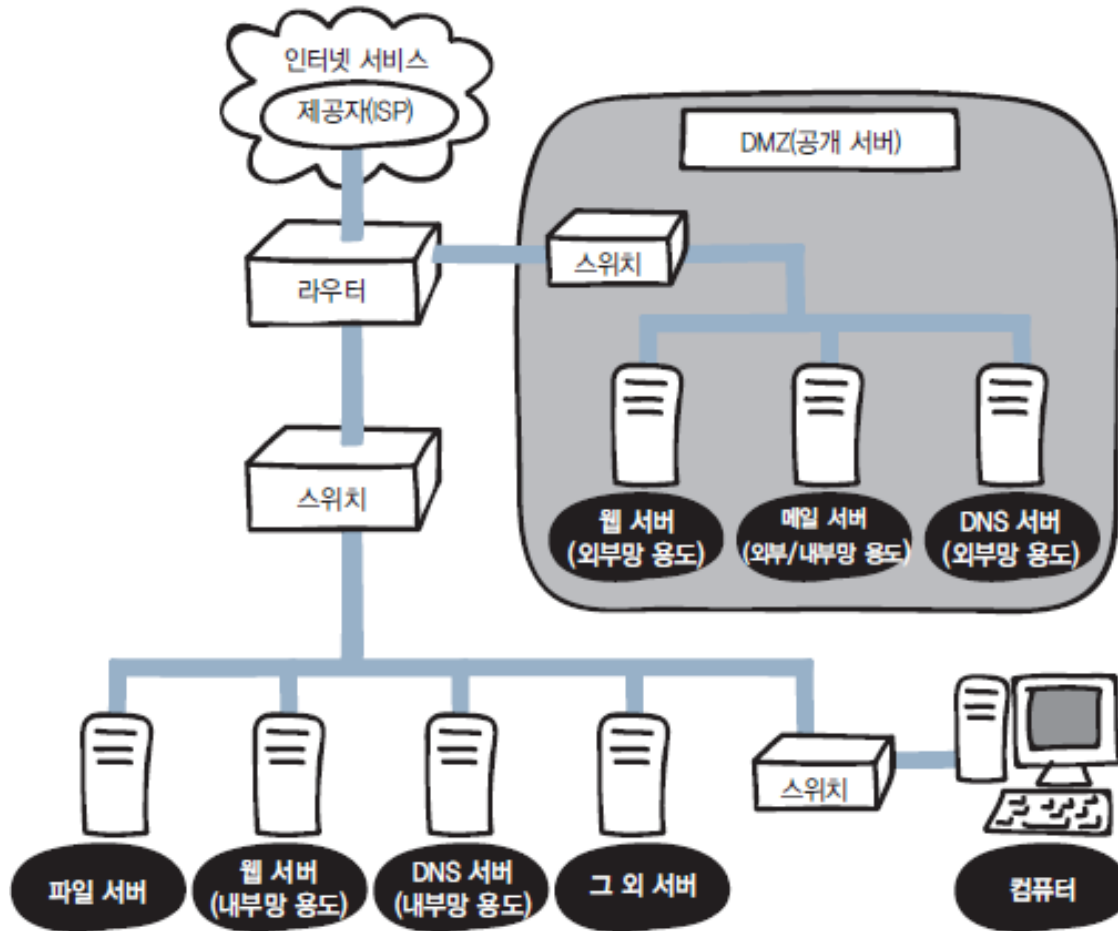 인터넷 서비스
제공자(ISP)
DMZ(공개 서버)
스위치
라우터
스위치
웹 서버
(외부망 용도)
메일 서버
(외부/내부망 용도)
DNS 서버
(외부망 용도)
스위치
파일 서버
웹 서버
(내부망 용도)
DNS 서버
(내부망 용도)
그 외 서버
컴퓨터